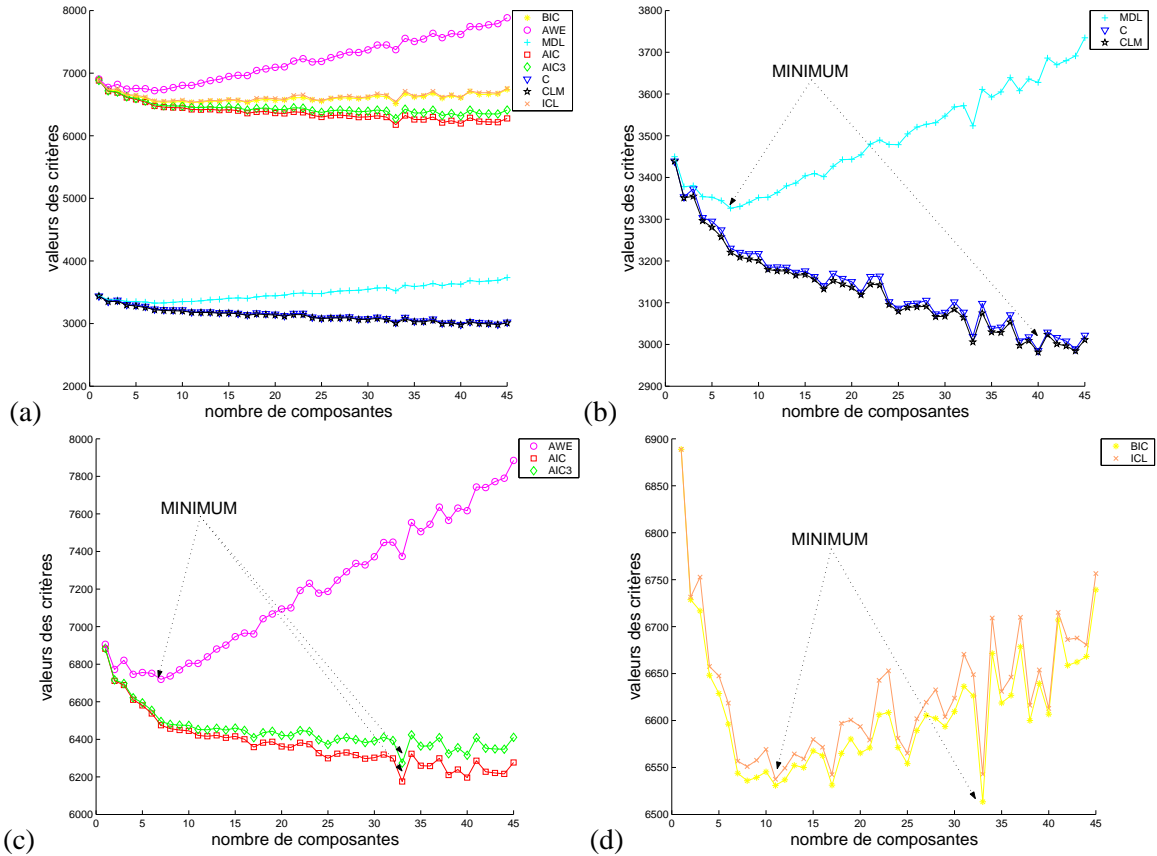 8000
7000
6000
5000
4000
3000
2000
valeurs des critères
0 5 10 15 20 25 30 35 40 45
nombre de composantes
BIC
AWE
MDL
AIC
AIC3
C
CLM
ICL
(a)
3800
3700
3600
3500
3400
3300
3200
3100
3000
2900
valeurs des critères
0 5 10 15 20 25 30 35 40 45
nombre de composantes
MINIMUM
MDL
C
CLM
(b)
8000
7800
7600
7400
7200
7000
6800
6600
6400
6200
6000
valeurs des critères
0 5 10 15 20 25 30 35 40 45
nombre de composantes
MINIMUM
AWE
AIC
AIC3
(c)
6900
6850
6800
6750
6700
6650
6600
6550
6500
valeurs des critères
0 5 10 15 20 25 30 35 40 45
nombre de composantes
MINIMUM
BIC
ICL
(d)